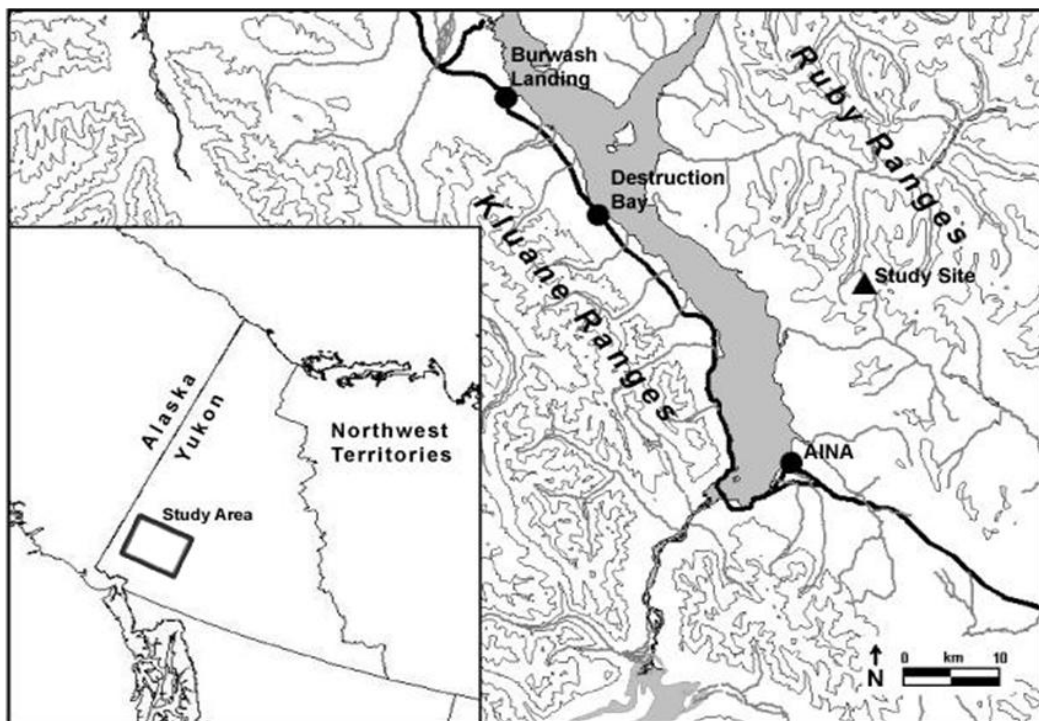 Burwash
Landing
Ruby Ranges
Destruction
Bay
Kluane Ranges
Study Site
AINA
Alaska
Yukon
Northwest
Territories
Study Area
0 km 10
N